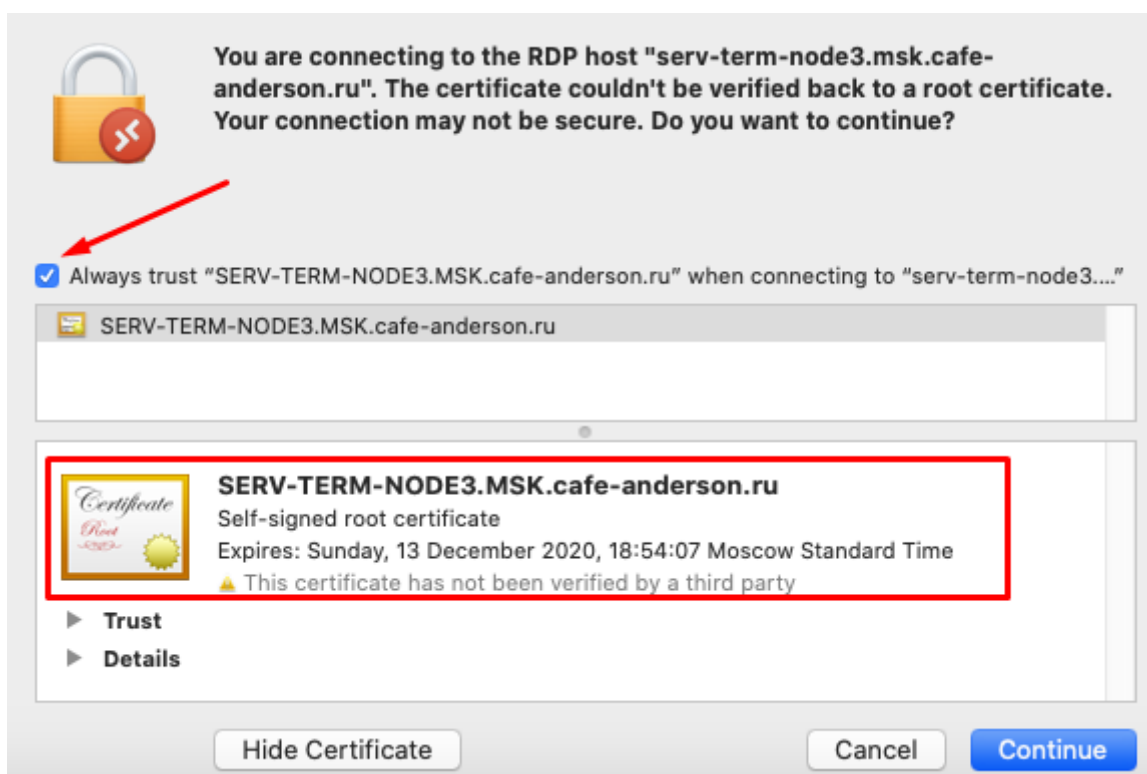 You are connecting to the RDP host "serv-term-node3.msk.cafe-
anderson.ru". The certificate couldn't be verified back to a root certificate.
Your connection may not be secure. Do you want to continue?
Always trust “SERV-TERM-NODE3.MSK.cafe-anderson.ru” when connecting to “serv-term-node3....”
SERV-TERM-NODE3.MSK.cafe-anderson.ru
Certificate
Root
SERV-TERM-NODE3.MSK.cafe-anderson.ru
Self-signed root certificate
Expires: Sunday, 13 December 2020, 18:54:07 Moscow Standard Time
This certificate has not been verified by a third party
Trust
Details
Hide Certificate
Cancel
Continue